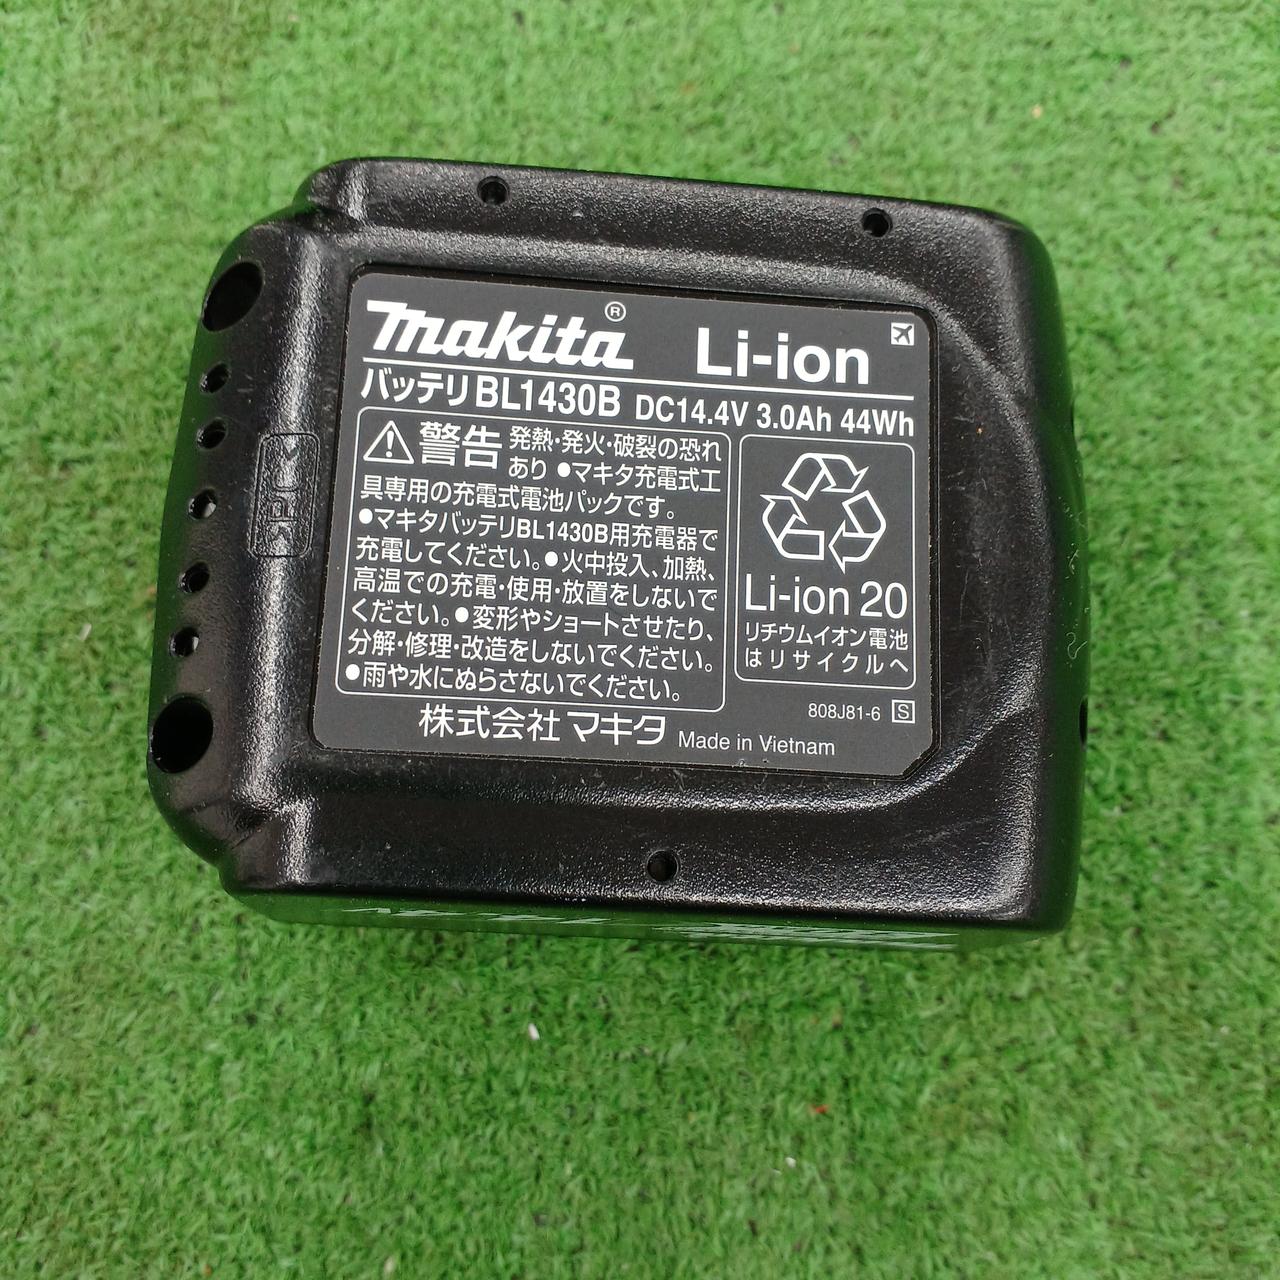 makita® Li-ion
バッテリBL1430B DC14.4V 3.0Ah 44Wh
警告 発熱・発火・破裂の恐れ
あり ●マキタ充電式工
具専用の充電式電池パックです。
●マキタバッテリBL1430B用充電器で
充電してください。●火中投入、加熱、
高温での充電・使用・放置をしないで
ください。●変形やショートさせたり、
分解・修理・改造をしないでください。
●雨や水にぬらさないでください。
Li-ion 20
リチウムイオン電池
はリサイクルへ
808J81-6 S
株式会社マキタ Made in Vietnam